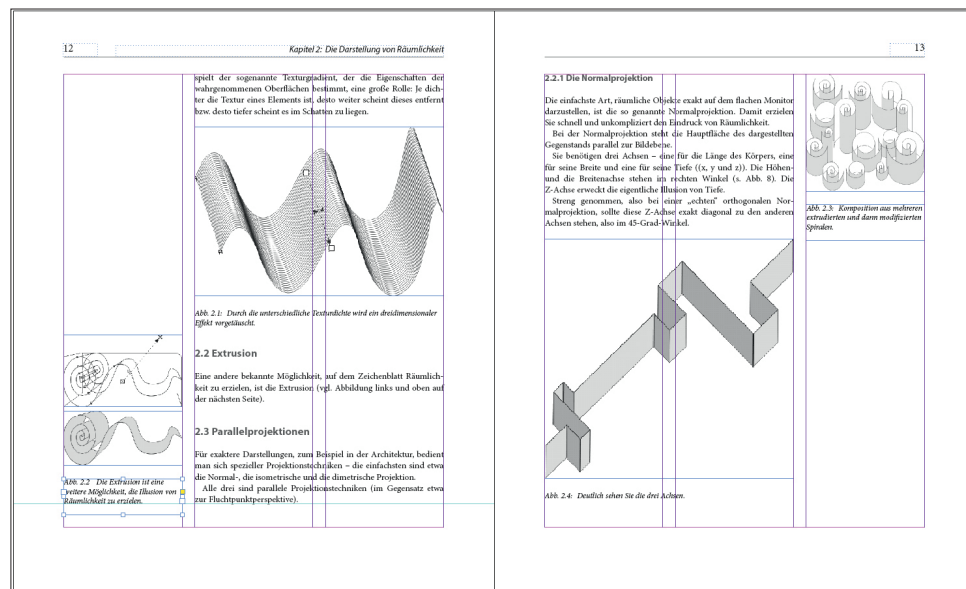 12
Kapitel 2: Die Darstellung von Räumlichkeit
spielt der sogenannte Texturgradient, der die Eigenschaften der
wahrgenommenen Oberflächen bestimmt, eine große Rolle: Je dich-
ter die Textur eines Elements ist, desto weiter scheint dieses entfernt
bzw. desto tiefer scheint es im Schatten zu liegen.
Abb. 2.1: Durch die unterschiedliche Texturdichte wird ein dreidimensionaler
Effekt vorgetäuscht.
2.2 Extrusion
Eine andere bekannte Möglichkeit, auf dem Zeichenblatt Räumlich-
keit zu erzielen, ist die Extrusion (vgl. Abbildung links und oben auf
der nächsten Seite).
2.3 Parallelprojektionen
Für exaktere Darstellungen, zum Beispiel in der Architektur, bedient
man sich spezieller Projektionstechniken – die einfachsten sind etwa
die Normal-, die isometrische und die dimetrische Projektion.
Alle drei sind parallele Projektionstechniken (im Gegensatz etwa
zur Fluchtpunktperspektive).
Abb. 2.2 Die Extrusion ist eine
weitere Möglichkeit, die Illusion von
Räumlichkeit zu erzielen.
13
2.2.1 Die Normalprojektion
Die einfachste Art, räumliche Objekte exakt auf dem flachen Monitor
darzustellen, ist die so genannte Normalprojektion. Damit erzielen
Sie schnell und unkompliziert den Eindruck von Räumlichkeit.
Bei der Normalprojektion steht die Hauptfläche des dargestellten
Gegenstands parallel zur Bildebene.
Sie benötigen drei Achsen – eine für die Länge des Körpers, eine
für seine Breite und eine für seine Tiefe ((x, y und z)). Die Höhen-
und die Breitenachse stehen im rechten Winkel (s. Abb. 8). Die
Z-Achse erweckt die eigentliche Illusion von Tiefe.
Streng genommen, also bei einer „echten" orthogonalen Nor-
malprojektion, sollte diese Z-Achse exakt diagonal zu den anderen
Achsen stehen, also im 45-Grad-Winkel.
Abb. 2.4: Deutlich sehen Sie die drei Achsen.
Abb. 2.3: Komposition aus mehreren
extrudierten und dann modifizierten
Spiralen.